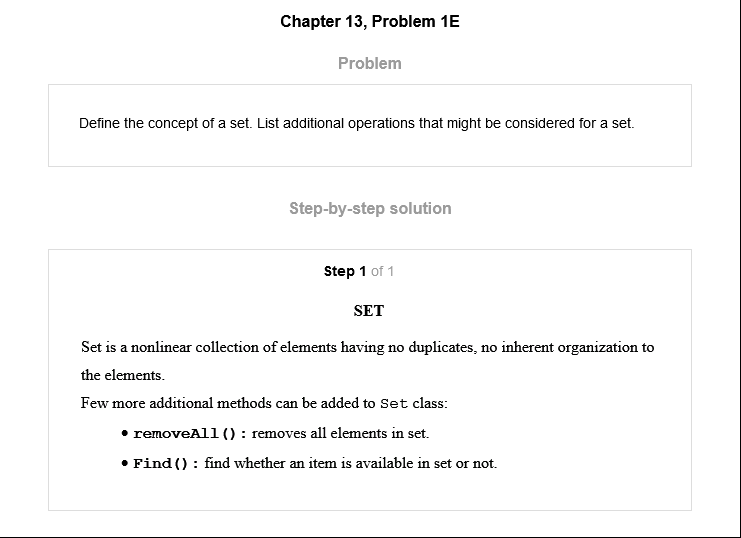 Chapter 13, Problem 1E
Problem
Define the concept of a set. List additional operations that might be considered for a set.
Step-by-step solution
Step 1 of 1
SET
Set is a nonlinear collection of elements having no duplicates, no inherent organization to
the elements.
Few more additional methods can be added to Set class:
• removeAll(): removes all elements in set.
• Find(): find whether an item is available in set or not.